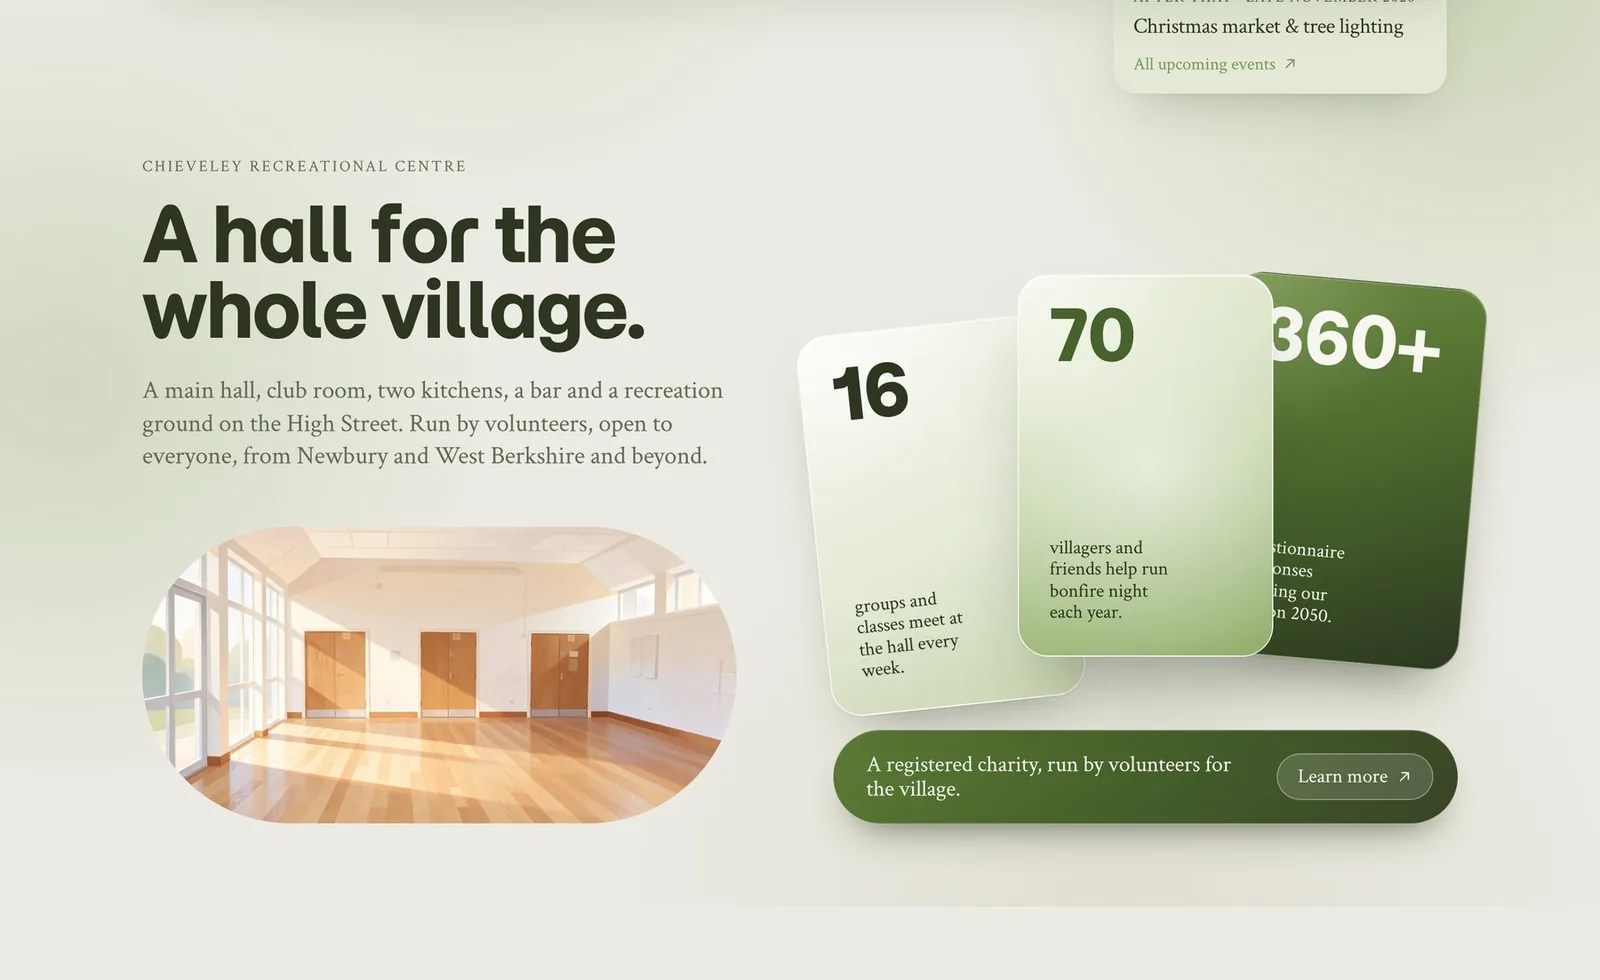 Christmas market & tree lighting
All upcoming events
CHIEVELEY RECREATIONAL CENTRE
A hall for the
whole village.
A main hall, club room, two kitchens, a bar and a recreation
ground on the High Street. Run by volunteers, open to
everyone, from Newbury and West Berkshire and beyond.
16
groups and
classes meet at
the hall every
week.
70
villagers and
friends help run
bonfire night
each year.
360+
our
2050.
A registered charity, run by volunteers for
the village.
Learn more